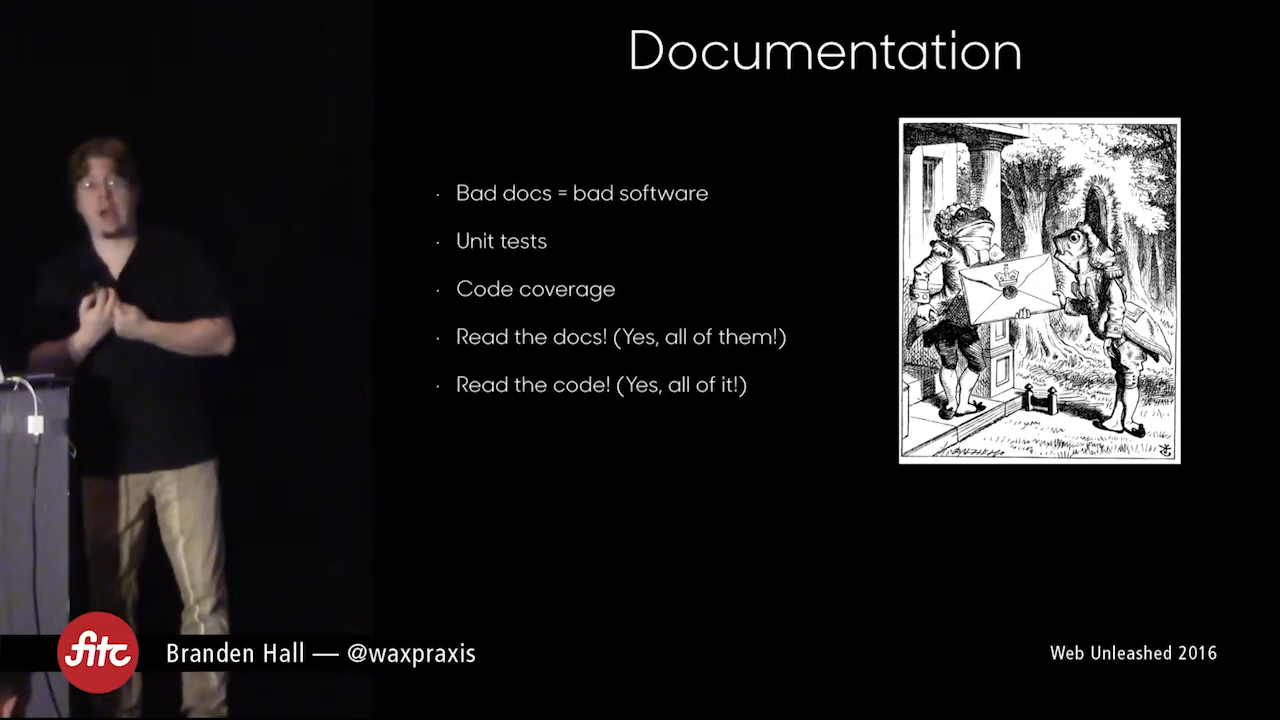 Documentation
· Bad docs = bad software
· Unit tests
· Code coverage
· Read the docs! (Yes, all of them!)
· Read the code! (Yes, all of it!)
fitc
Branden Hall — @waxpraxis
Web Unleashed 2016